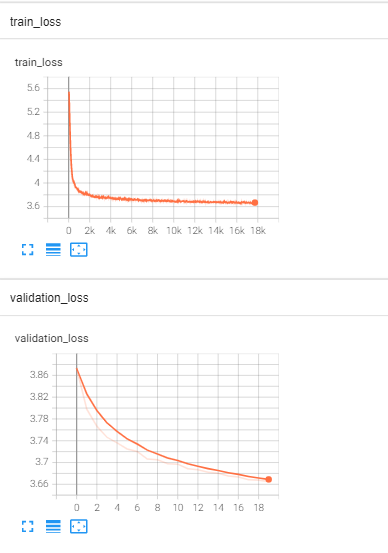 train_loss
train_loss
5.6
5.2
4.8
4.4
4
3.6
0 2k 4k 6k 8k 10k 12k 14k 16k 18k
validation_loss
validation_loss
3.86
3.82
3.78
3.74
3.7
3.66
0 2 4 6 8 10 12 14 16 18